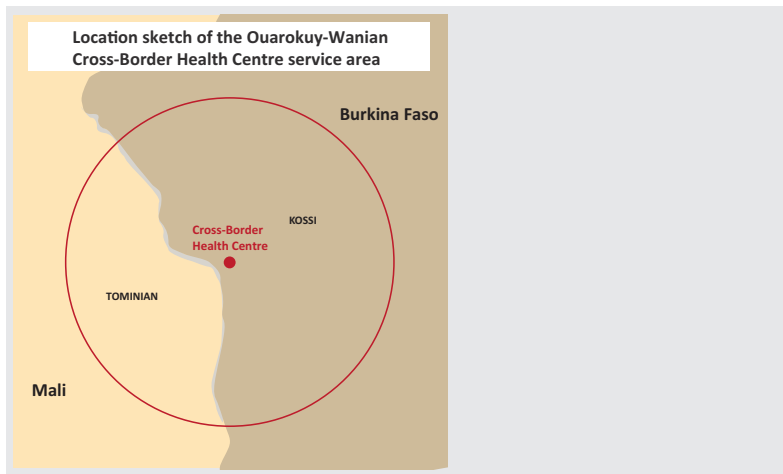 Location sketch of the Ouarokuy-Wanian
Cross-Border Health Centre service area
Burkina Faso
KOSSI
Cross-Border
Health Centre
TOMINIAN
Mali